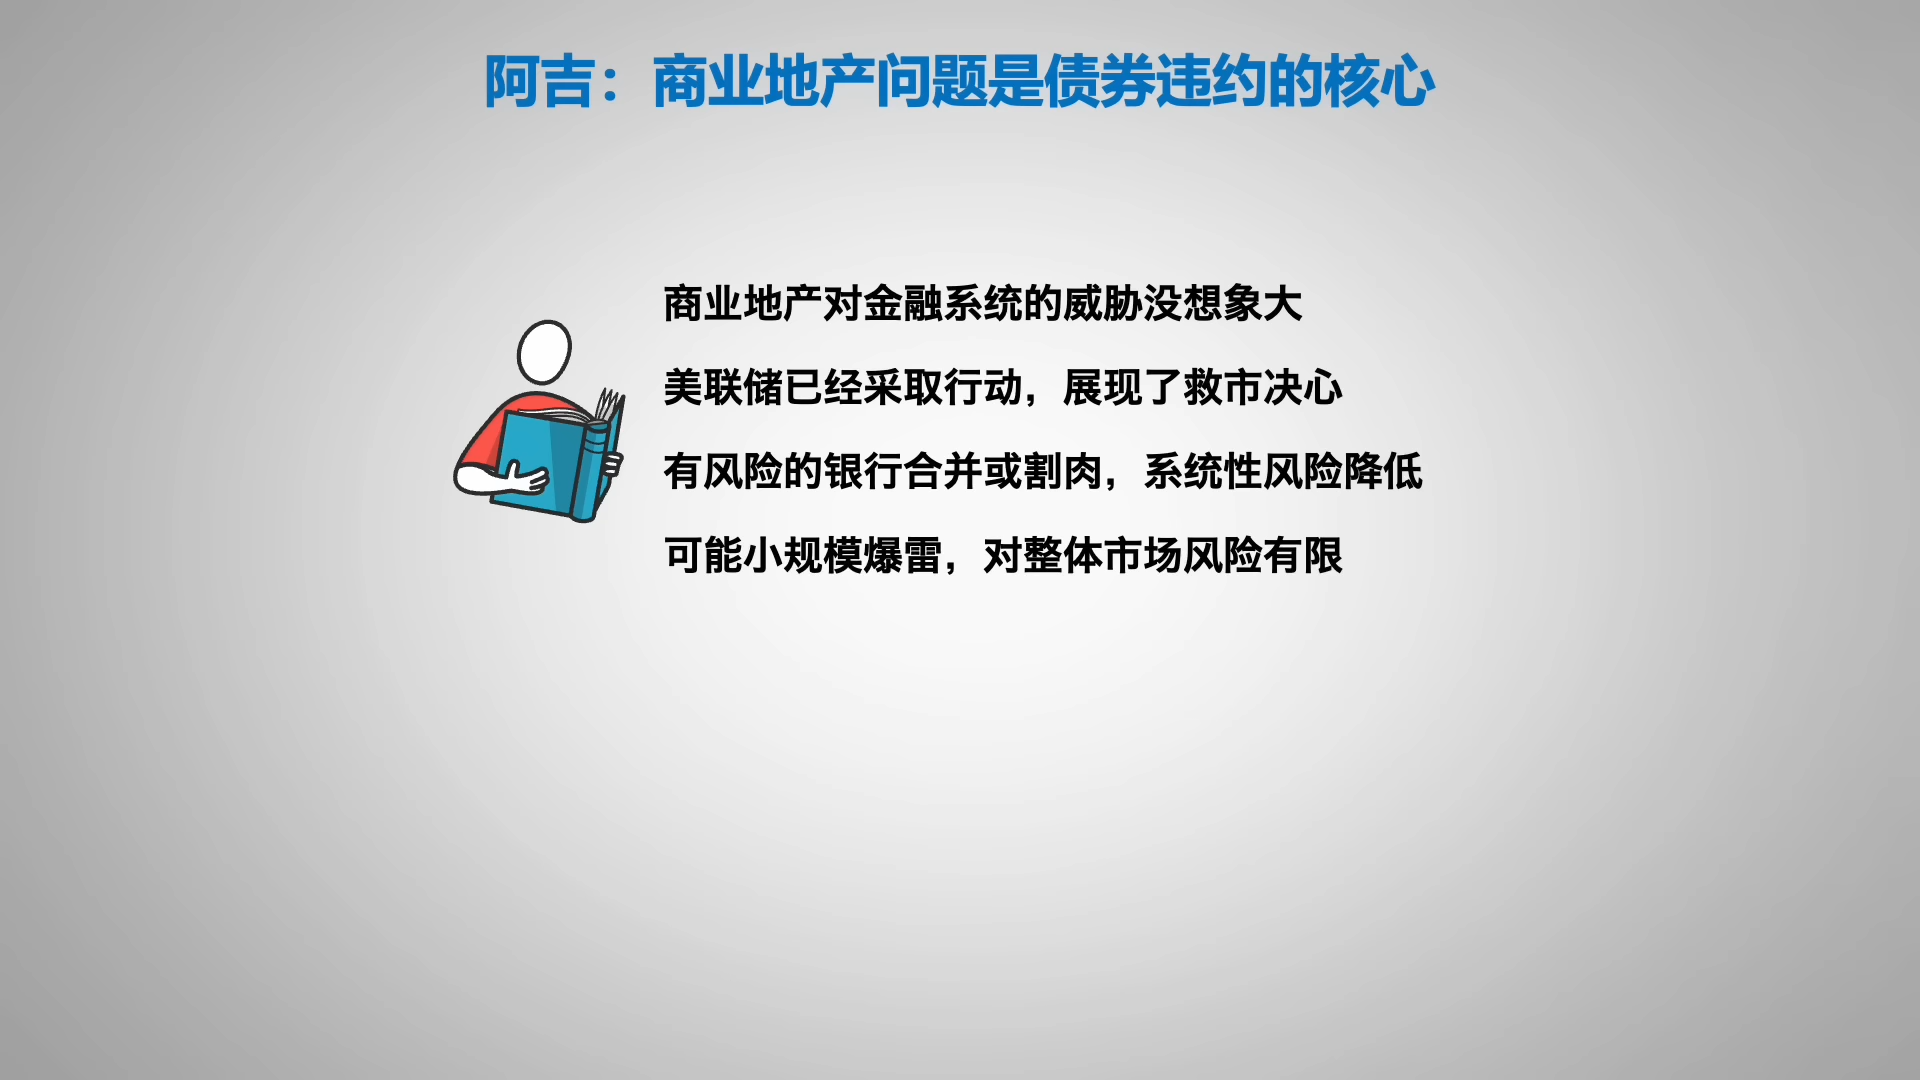 阿吉：商业地产问题是债券违约的核心
商业地产对金融系统的威胁没想象大
美联储已经采取行动，展现了救市决心
有风险的银行合并或割肉，系统性风险降低
可能小规模爆雷，对整体市场风险有限